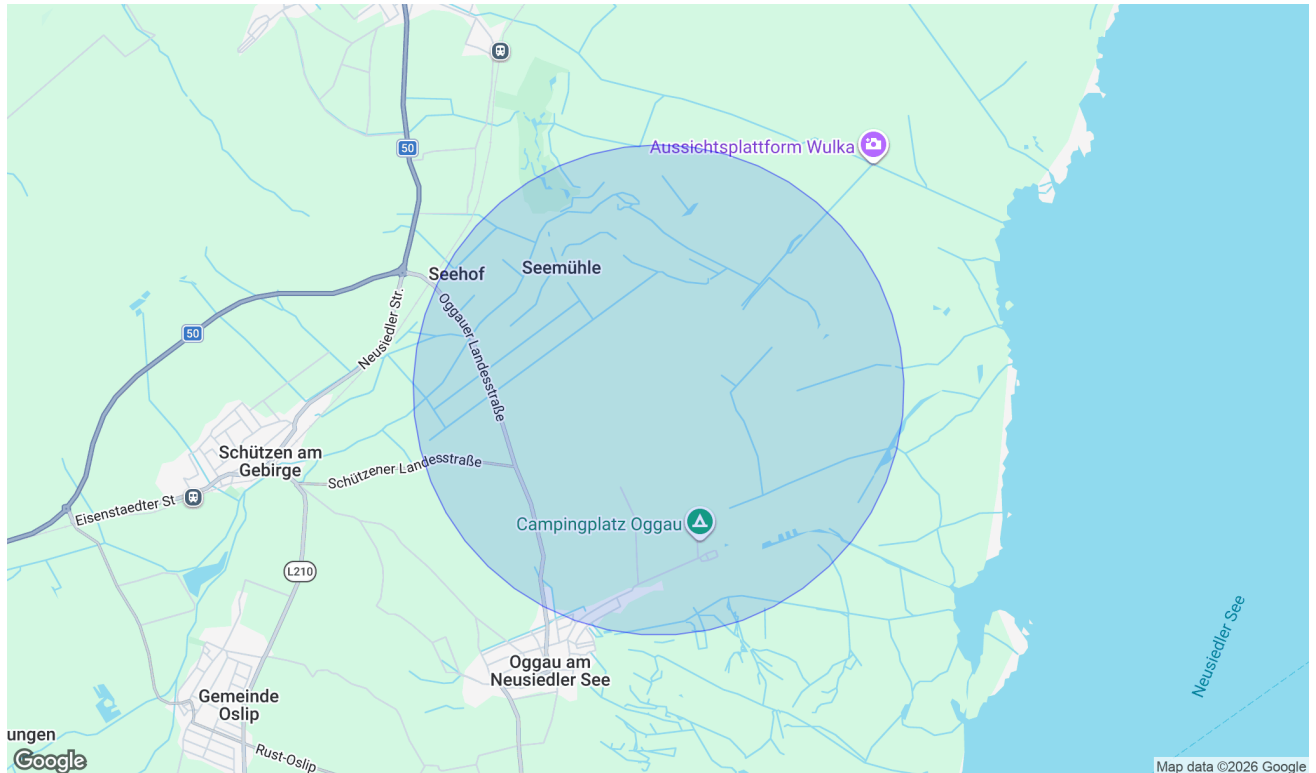 50
Aussichtsplattform Wulka
Seehof
Seemühle
Oggauer Landesstraße
50
Neusiedler Str.
Schützen am
Gebirge
Schützener Landesstraße
Eisenstaedter St
Campingplatz Oggau
L210
Neusiedler See
Oggau am
Neusiedler See
Gemeinde
Oslip
ungen
Rust-Oslip
Google
Map data ©2026 Google